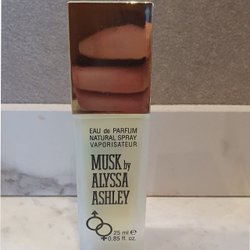 EAU de PARFUM
NATURAL SPRAY
VAPORISATEUR
MUSK by
ALYSSA
ASHLEY
25 ml e
0.85 fl. oz.